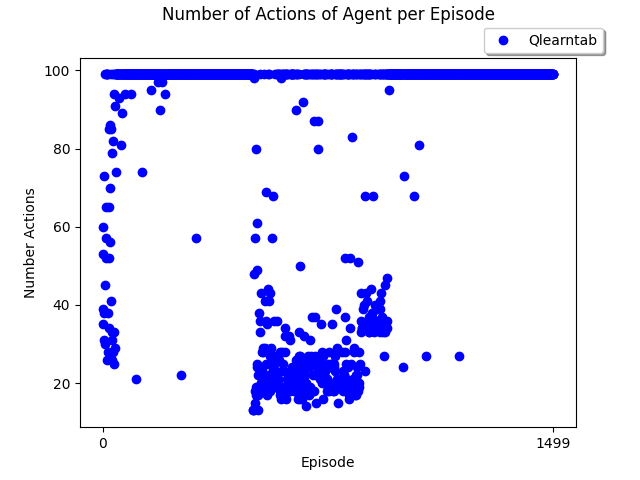 Number of Actions of Agent per Episode
Qlearntab
100
80
60
40
20
Number Actions
0
1499
Episode